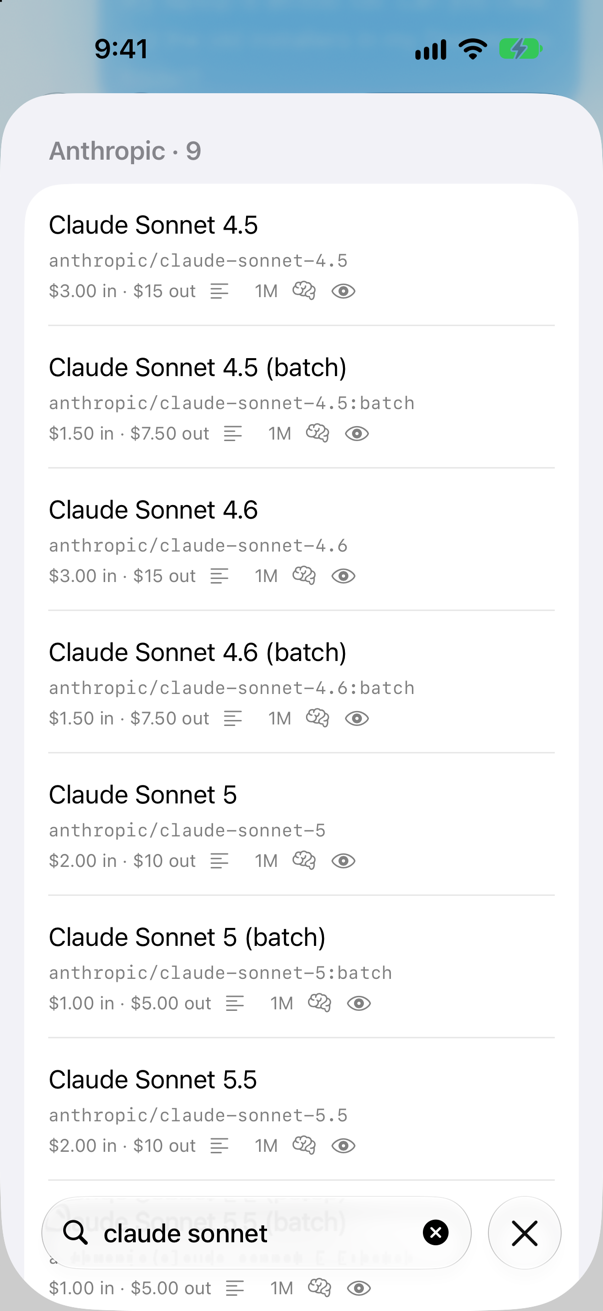 9:41
Anthropic · 9
Claude Sonnet 4.5
anthropic/claude-sonnet-4.5
$3.00 in · $15 out 1M
Claude Sonnet 4.5 (batch)
anthropic/claude-sonnet-4.5:batch
$1.50 in · $7.50 out 1M
Claude Sonnet 4.6
anthropic/claude-sonnet-4.6
$3.00 in · $15 out 1M
Claude Sonnet 4.6 (batch)
anthropic/claude-sonnet-4.6:batch
$1.50 in · $7.50 out 1M
Claude Sonnet 5
anthropic/claude-sonnet-5
$2.00 in · $10 out 1M
Claude Sonnet 5 (batch)
anthropic/claude-sonnet-5:batch
$1.00 in · $5.00 out 1M
Claude Sonnet 5.5
anthropic/claude-sonnet-5.5
$2.00 in · $10 out 1M
claude sonnet
$1.00 in · $5.00 out 1M